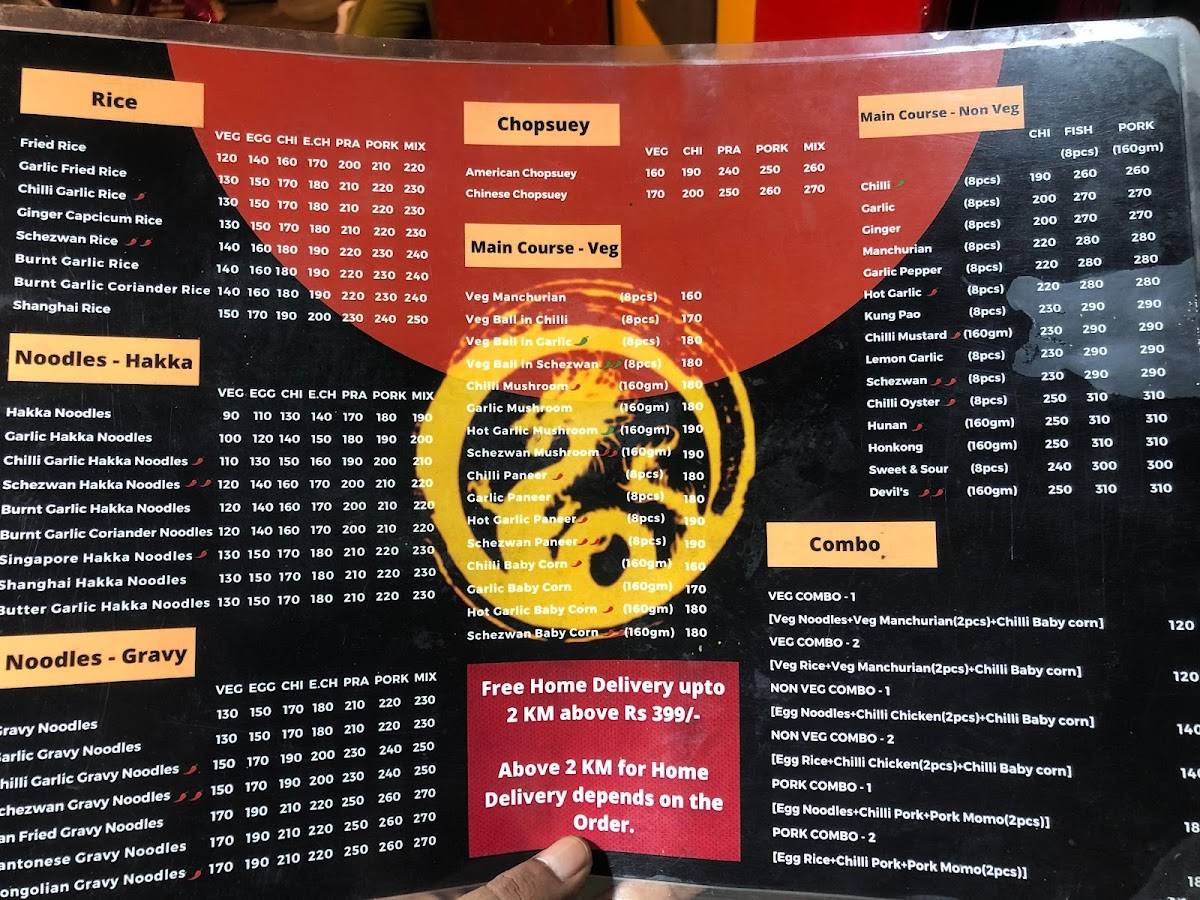 Rice
VEG EGG CHI E.CH PRA PORK MIX
Fried Rice 120 140 160 170 200 210 220
Garlic Fried Rice 130 150 170 180 210 220 230
Chilli Garlic Rice 130 150 170 180 210 220 230
Ginger Capcicum Rice 130 150 170 180 210 220 230
Schezwan Rice 140 160 180 190 220 230 240
Burnt Garlic Rice 140 160 180 190 220 230 240
Burnt Garlic Coriander Rice 140 160 180 190 220 230 240
Shanghai Rice 150 170 190 200 230 240 250
Noodles - Hakka
VEG EGG CHI E.CH PRA PORK MIX
Hakka Noodles 90 110 130 140 170 180 190
Garlic Hakka Noodles 100 120 140 150 180 190 200
Chilli Garlic Hakka Noodles 110 130 150 160 190 200 210
Schezwan Hakka Noodles 120 140 160 170 200 210 220
Burnt Garlic Hakka Noodles 120 140 160 170 200 210 220
Burnt Garlic Coriander Noodles 120 140 160 170 200 210 220
Singapore Hakka Noodles 130 150 170 180 210 220 230
Shanghai Hakka Noodles 130 150 170 180 210 220 230
Butter Garlic Hakka Noodles 130 150 170 180 210 220 230
Noodles - Gravy
VEG EGG CHI E.CH PRA PORK MIX
Gravy Noodles 130 150 170 180 210 220 230
arlic Gravy Noodles 130 150 170 180 210 220 230
hilli Garlic Gravy Noodles 150 170 190 200 230 240 250
chezwan Gravy Noodles 150 170 190 200 230 240 250
an Fried Gravy Noodles 170 190 210 220 250 260 270
antonese Gravy Noodles 170 190 210 220 250 260 270
ongolian Gravy Noodles 170 190 210 220 250 260 270
Chopsuey
VEG CHI PRA PORK MIX
American Chopsuey 160 190 240 250 260
Chinese Chopsuey 170 200 250 260 270
Main Course - Veg
Veg Manchurian (8pcs) 160
Veg Ball in Chilli (8pcs) 170
Veg Ball in Garlic (8pcs) 180
Veg Ball in Schezwan (8pcs) 180
Chilli Mushroom (160gm) 180
Garlic Mushroom (160gm) 180
Hot Garlic Mushroom (160gm) 190
Schezwan Mushroom (160gm) 190
Chilli Paneer (8pcs) 180
Garlic Paneer (8pcs) 180
Hot Garlic Paneer (8pcs) 190
Schezwan Paneer (8pcs) 190
Chilli Baby Corn (160gm) 160
Garlic Baby Corn (160gm) 170
Hot Garlic Baby Corn (160gm) 180
Schezwan Baby Corn (160gm) 180
Free Home Delivery upto
2 KM above Rs 399/-
Above 2 KM for Home
Delivery depends on the
Order.
Main Course - Non Veg
CHI FISH PORK
(8pcs) (160gm)
Chilli (8pcs) 190 260 260
Garlic (8pcs) 200 270 270
Ginger (8pcs) 200 270 270
Manchurian (8pcs) 220 280 280
Garlic Pepper (8pcs) 220 280 280
Hot Garlic (8pcs) 220 280 280
Kung Pao (8pcs) 230 290 290
Chilli Mustard (160gm) 230 290 290
Lemon Garlic (8pcs) 230 290 290
Schezwan (8pcs) 230 290 290
Chilli Oyster (8pcs) 250 310 310
Hunan (160gm) 250 310 310
Honkong (160gm) 250 310 310
Sweet & Sour (8pcs) 240 300 300
Devil's (160gm) 250 310 310
Combo
VEG COMBO - 1
[Veg Noodles+Veg Manchurian(2pcs)+Chilli Baby corn] 120
VEG COMBO - 2
[Veg Rice+Veg Manchurian(2pcs)+Chilli Baby corn] 120
NON VEG COMBO - 1
[Egg Noodles+Chilli Chicken(2pcs)+Chilli Baby corn] 140
NON VEG COMBO - 2
[Egg Rice+Chilli Chicken(2pcs)+Chilli Baby corn] 14
PORK COMBO - 1
[Egg Noodles+Chilli Pork+Pork Momo(2pcs)] 18
PORK COMBO - 2
[Egg Rice+Chilli Pork+Pork Momo(2pcs)] 18